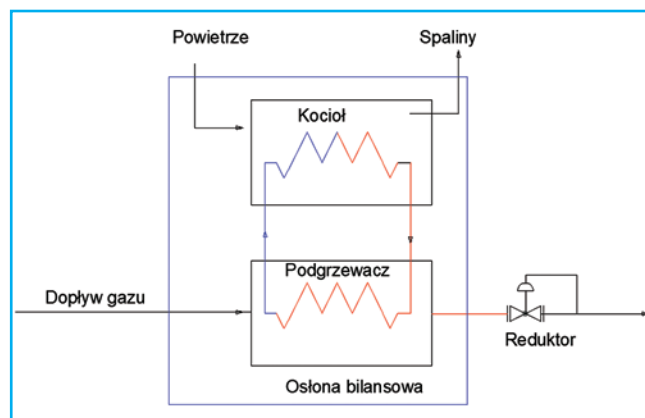 Powietrze
Spaliny
Kocioł
Podgrzewacz
Dopływ gazu
Reduktor
Osłona bilansowa